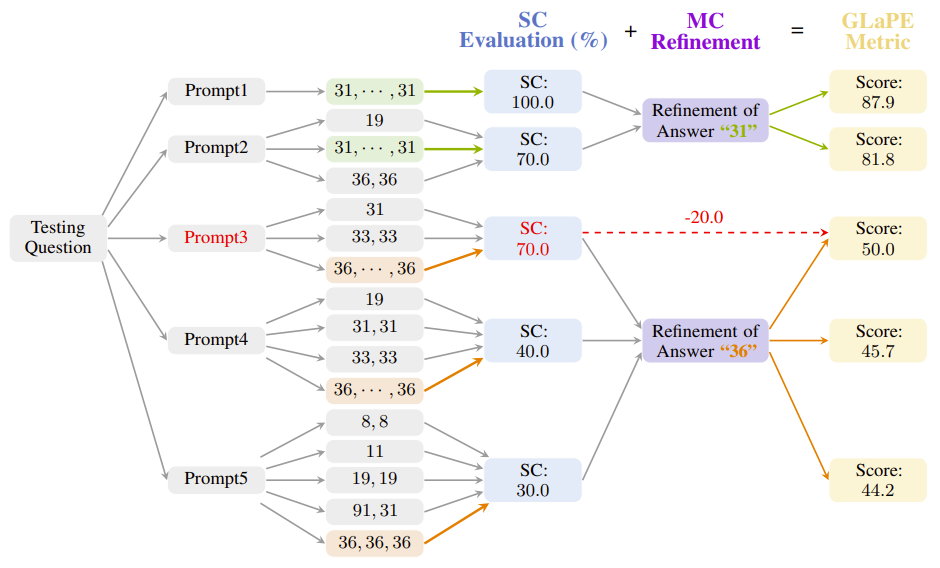 SC
Evaluation (%)
+
MC
Refinement
=
GLaPE
Metric
Testing
Question
Prompt1
31, ⋯ , 31
SC:
100.0
Prompt2
19
31, ⋯ , 31
36, 36
SC:
70.0
Refinement of
Answer “31”
Score:
87.9
Score:
81.8
Prompt3
31
33, 33
36, ⋯ , 36
SC:
70.0
-20.0
Score:
50.0
Prompt4
19
31, 31
33, 33
36, ⋯ , 36
SC:
40.0
Refinement of
Answer “36”
Score:
45.7
Prompt5
8, 8
11
19, 19
91, 31
36, 36, 36
SC:
30.0
Score:
44.2